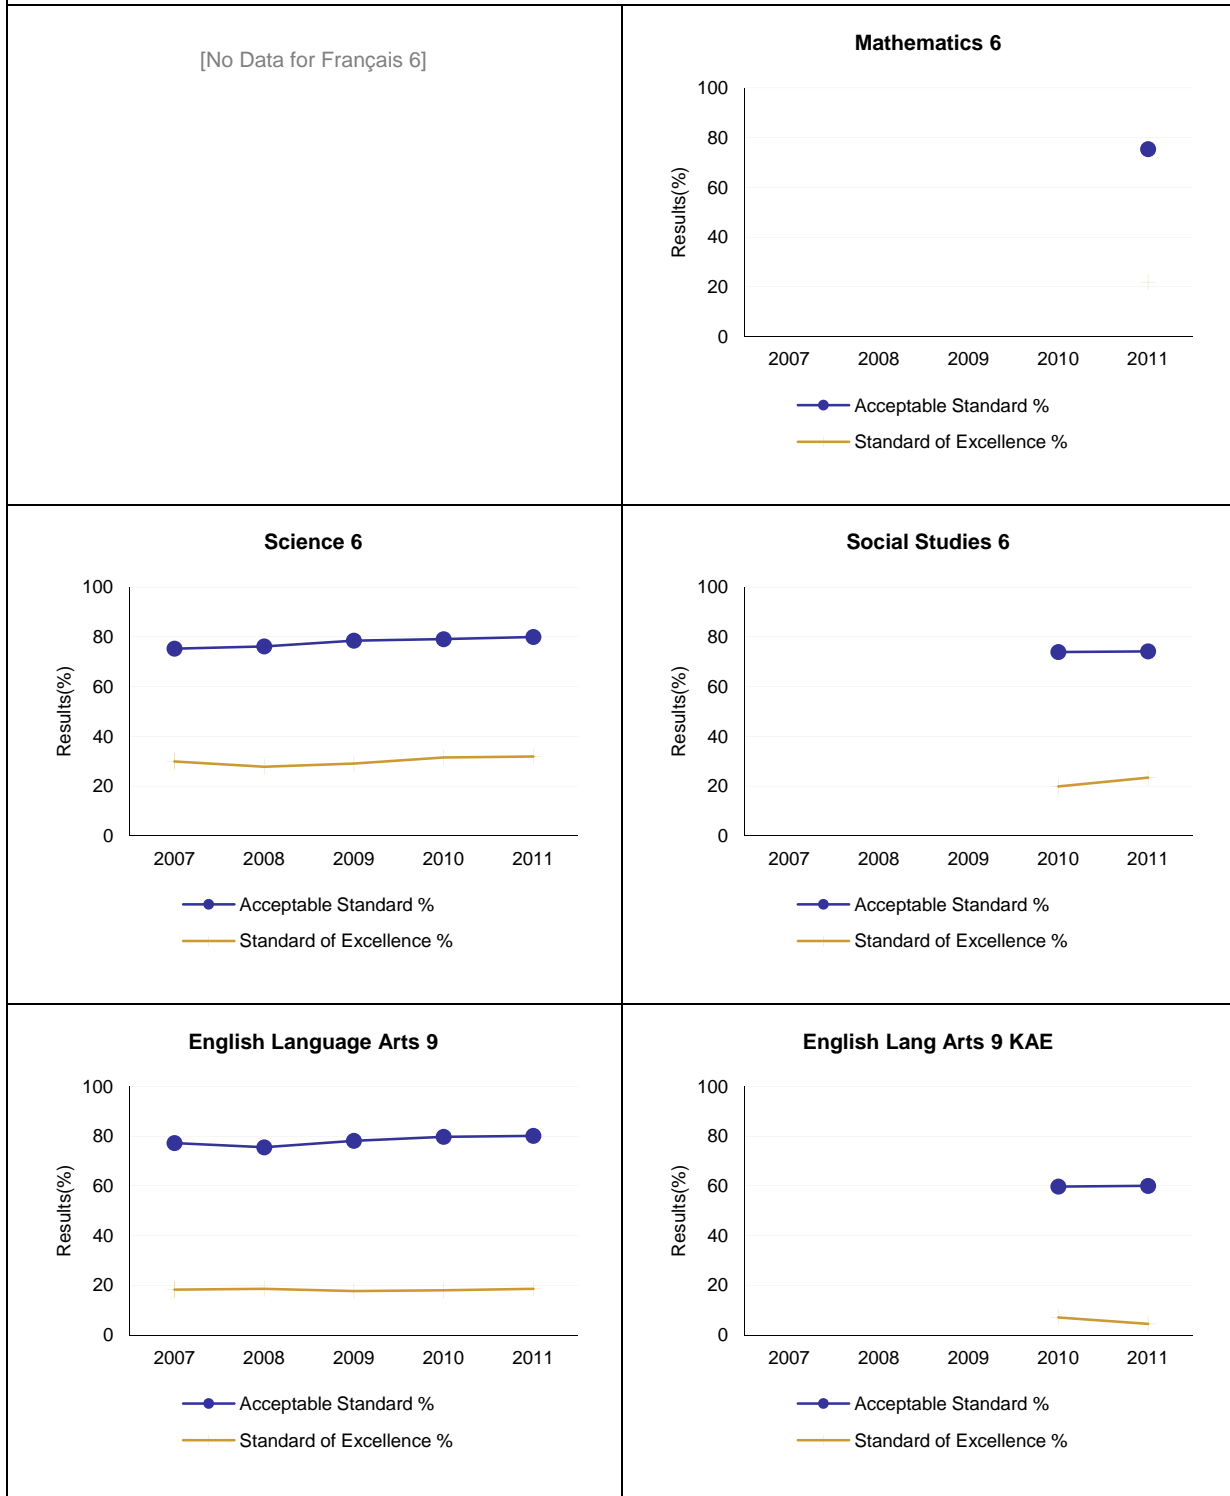 [No Data for Français 6]
Mathematics 6
100
80
60
40
20
0
Results(%)
2007 2008 2009 2010 2011
Acceptable Standard %
Standard of Excellence %
Science 6
100
80
60
40
20
0
Results(%)
2007 2008 2009 2010 2011
Acceptable Standard %
Standard of Excellence %
Social Studies 6
100
80
60
40
20
0
Results(%)
2007 2008 2009 2010 2011
Acceptable Standard %
Standard of Excellence %
English Language Arts 9
100
80
60
40
20
0
Results(%)
2007 2008 2009 2010 2011
Acceptable Standard %
Standard of Excellence %
English Lang Arts 9 KAE
100
80
60
40
20
0
Results(%)
2007 2008 2009 2010 2011
Acceptable Standard %
Standard of Excellence %